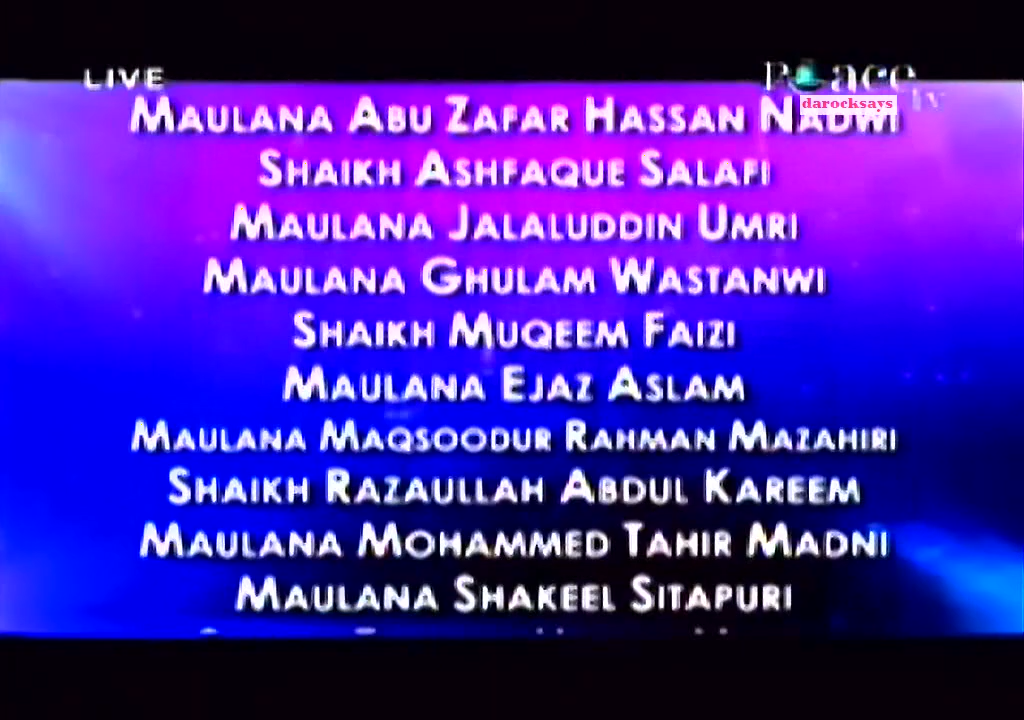 LIVE
Peace
tv
darocksays
MAULANA ABU ZAFAR HASSAN NADWI
SHAIKH ASHFAQUE SALAFI
MAULANA JALALUDDIN UMRI
MAULANA GHULAM WASTANWI
SHAIKH MUQEEM FAIZI
MAULANA EJAZ ASLAM
MAULANA MAQSOODUR RAHMAN MAZAHIRI
SHAIKH RAZAULLAH ABDUL KAREEM
MAULANA MOHAMMED TAHIR MADNI
MAULANA SHAKEEL SITAPURI